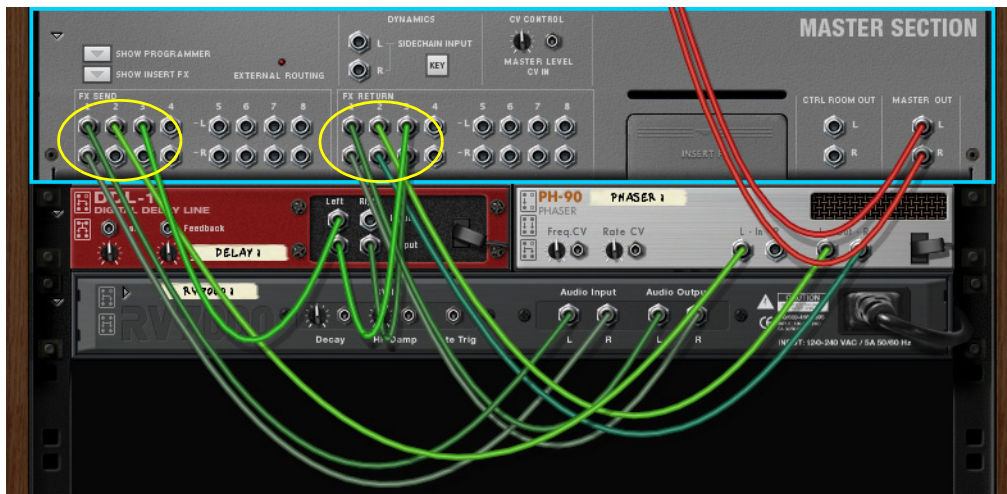 DYNAMICS
CV CONTROL
MASTER SECTION
L
SIDECHAIN INPUT
R
KEY
MASTER LEVEL
CV IN
SHOW PROGRAMMER
SHOW INSERT FX
EXTERNAL ROUTING
FX SEND
1 2 3 4 5 6 7 8
-L
-R
FX RETURN
1 2 3 4 5 6 7 8
-L
-R
INSERT
CTRL ROOM OUT
L
R
MASTER OUT
L
R
DIGITAL DELAY LINE
Feedback
DELAY 1
Left
PH-90
PHASER
PHASER 1
Freq.CV
Rate CV
L - In
R
Decay
Audio Input
L R
Audio Output
L R
CAUTION
INPUT: 120-240 VAC / 5A 50/60 Hz